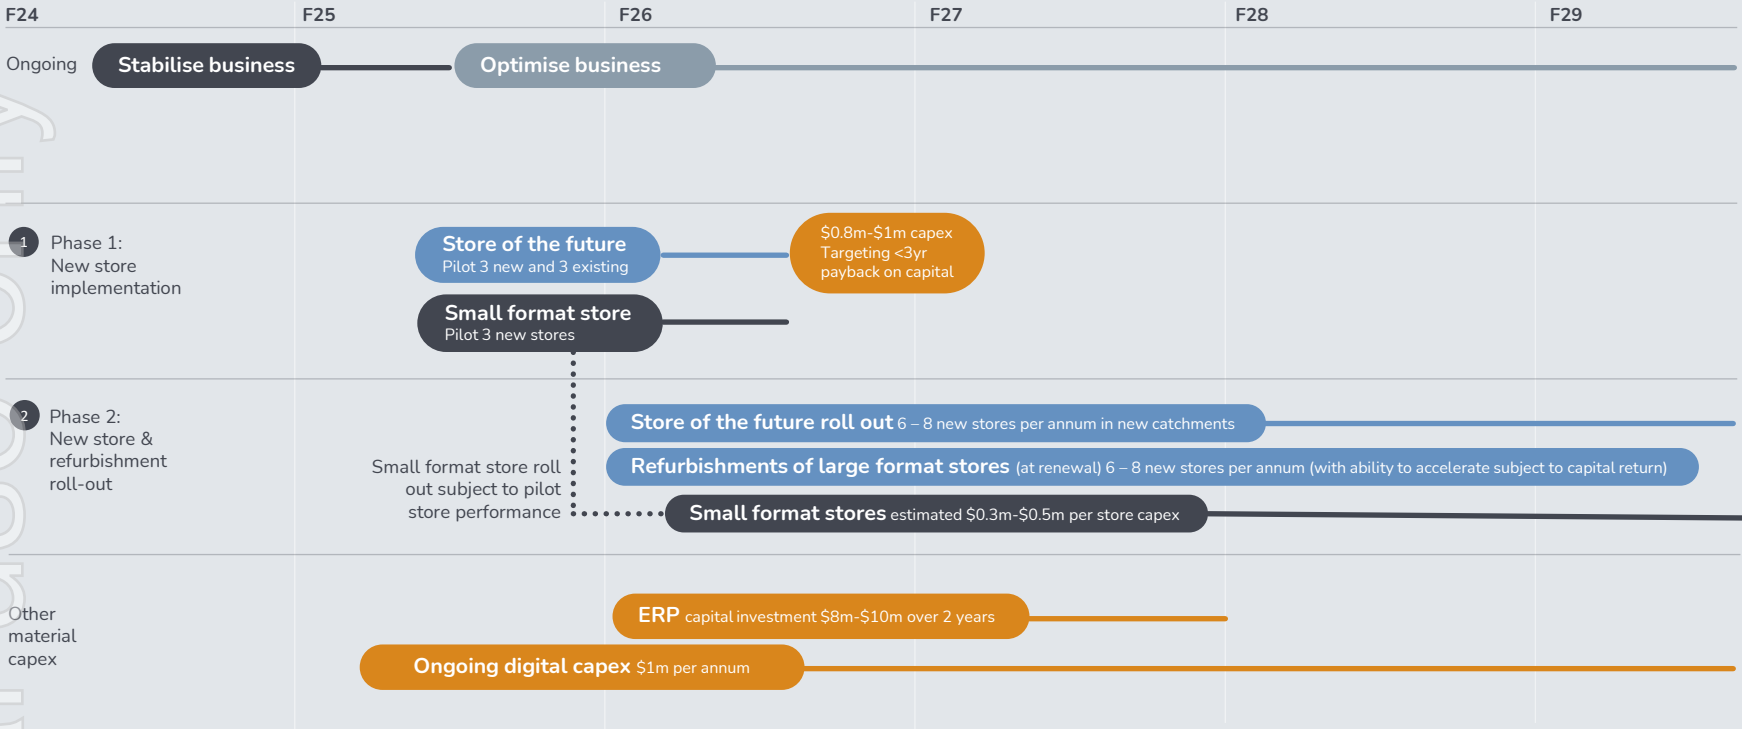 F24 F25 F26 F27 F28 F29
Ongoing
Stabilise business
Optimise business
1
Phase 1:
New store
implementation
Store of the future
Pilot 3 new and 3 existing
$0.8m-$1m capex
Targeting <3yr
payback on capital
Small format store
Pilot 3 new stores
2
Phase 2:
New store &
refurbishment
roll-out
Small format store roll
out subject to pilot
store performance
Store of the future roll out 6 – 8 new stores per annum in new catchments
Refurbishments of large format stores (at renewal) 6 – 8 new stores per annum (with ability to accelerate subject to capital return)
Small format stores estimated $0.3m-$0.5m per store capex
Other
material
capex
ERP capital investment $8m-$10m over 2 years
Ongoing digital capex $1m per annum